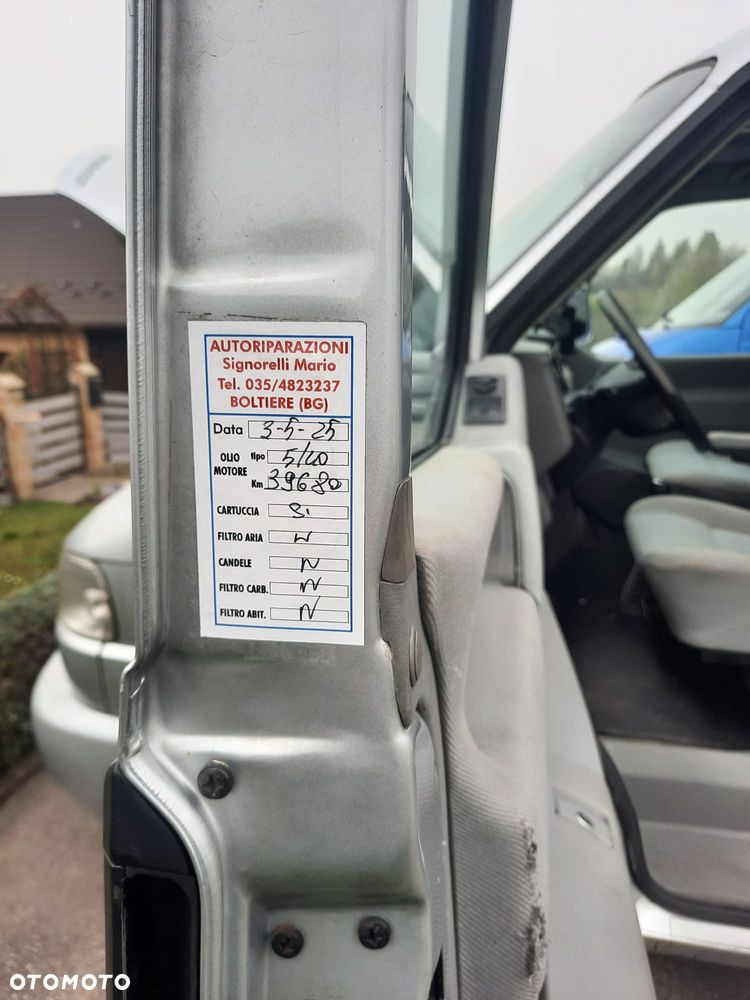 AUTORIPARAZIONI
Signorelli Mario
Tel. 035/4823237
BOLTIERE (BG)
Data 3-5-25
OLIO MOTORE tipo 5/40
Km 39680
CARTUCCIA Si
FILTRO ARIA N
CANDELE N
FILTRO CARB. N
FILTRO ABIT. N
OTOMOTO